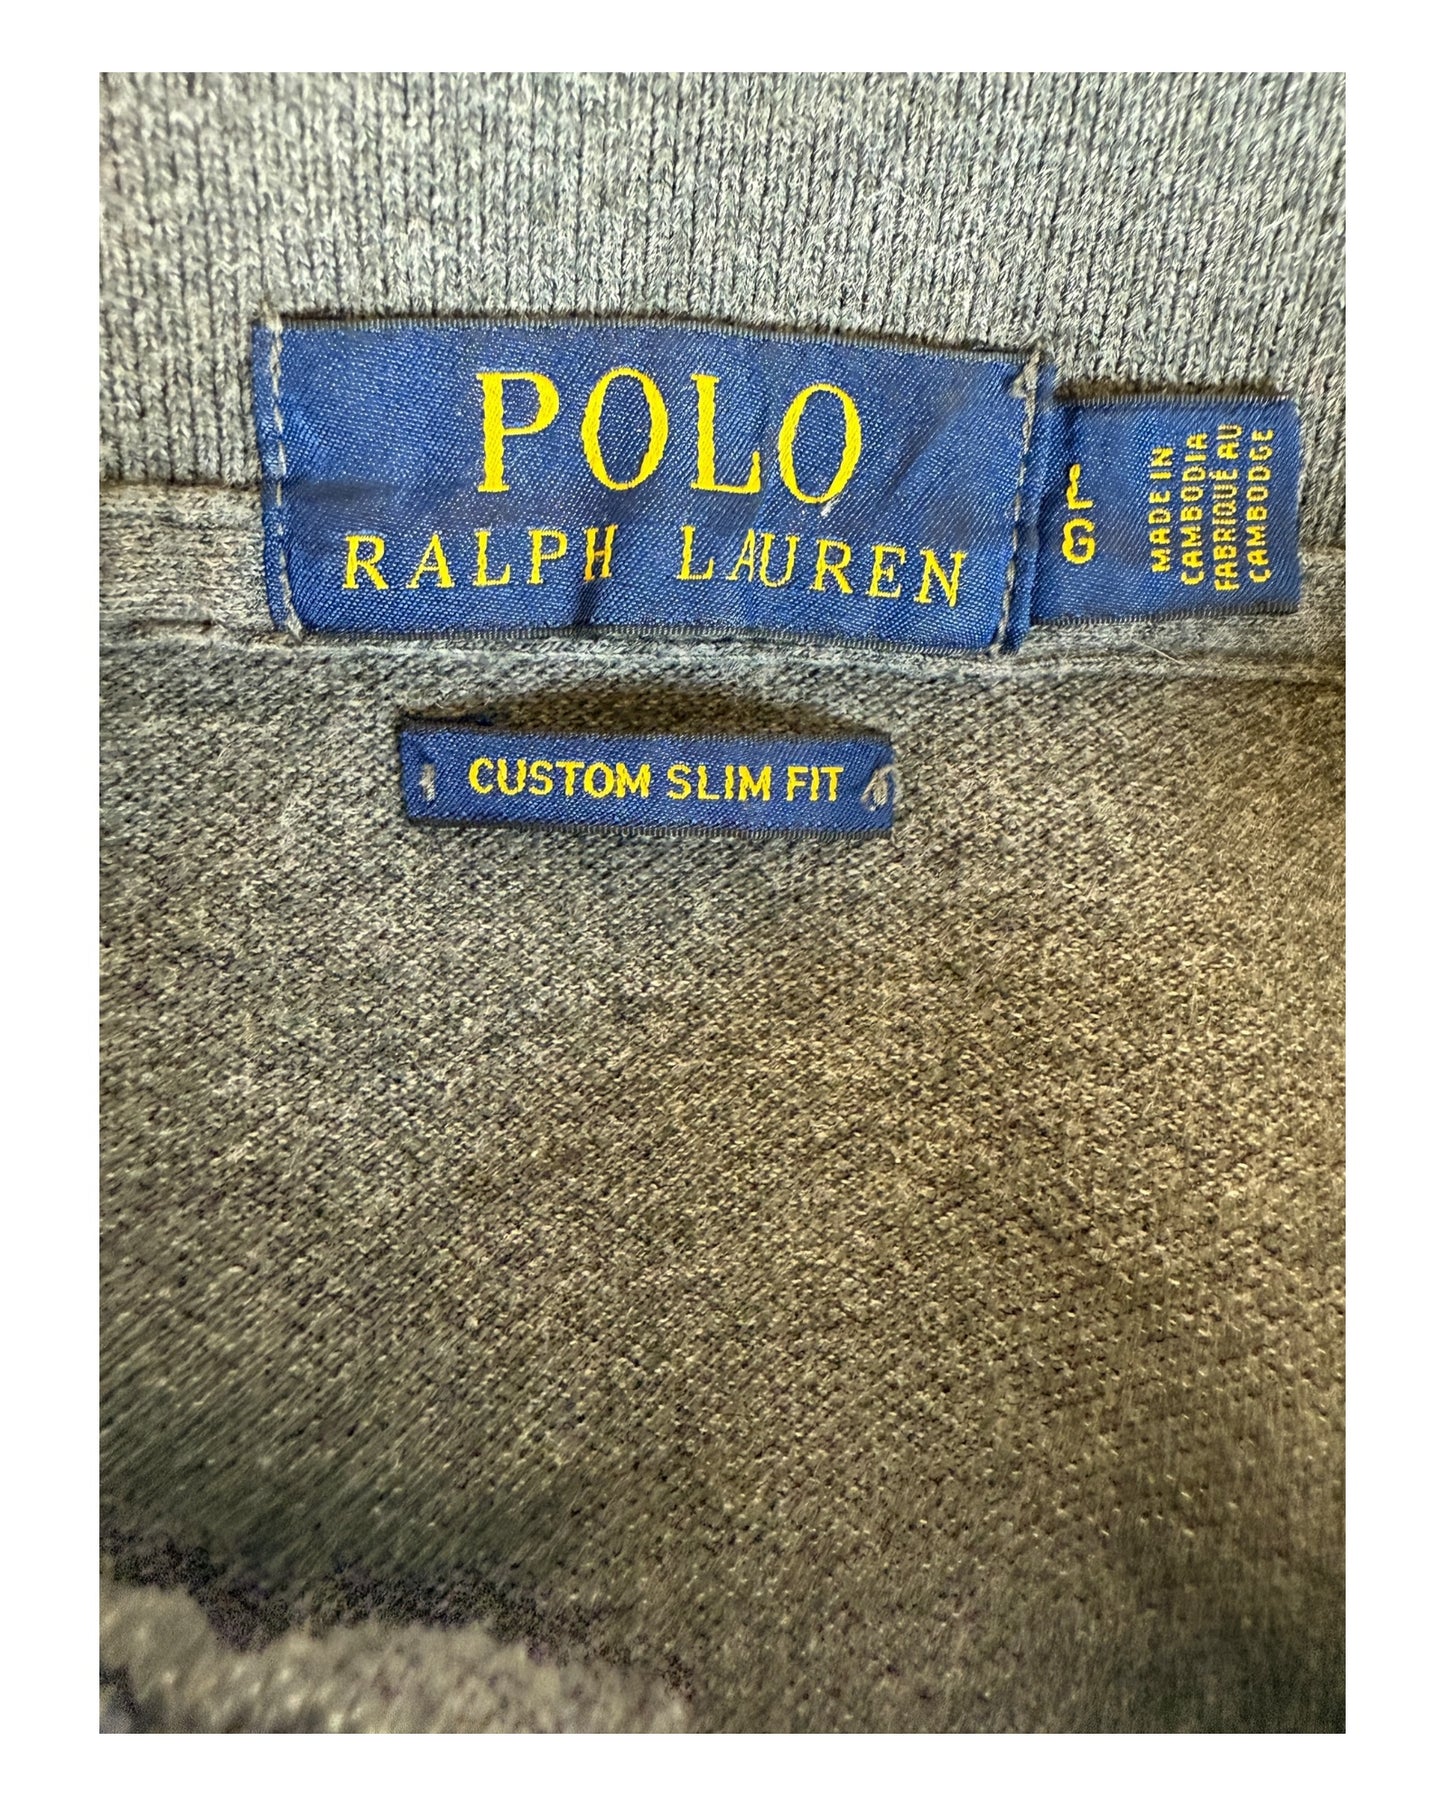 POLO
RALPH LAUREN
L
G
MADE IN
CAMBODIA
FABRIQUÉ AU
CAMBODGE
CUSTOM SLIM FIT